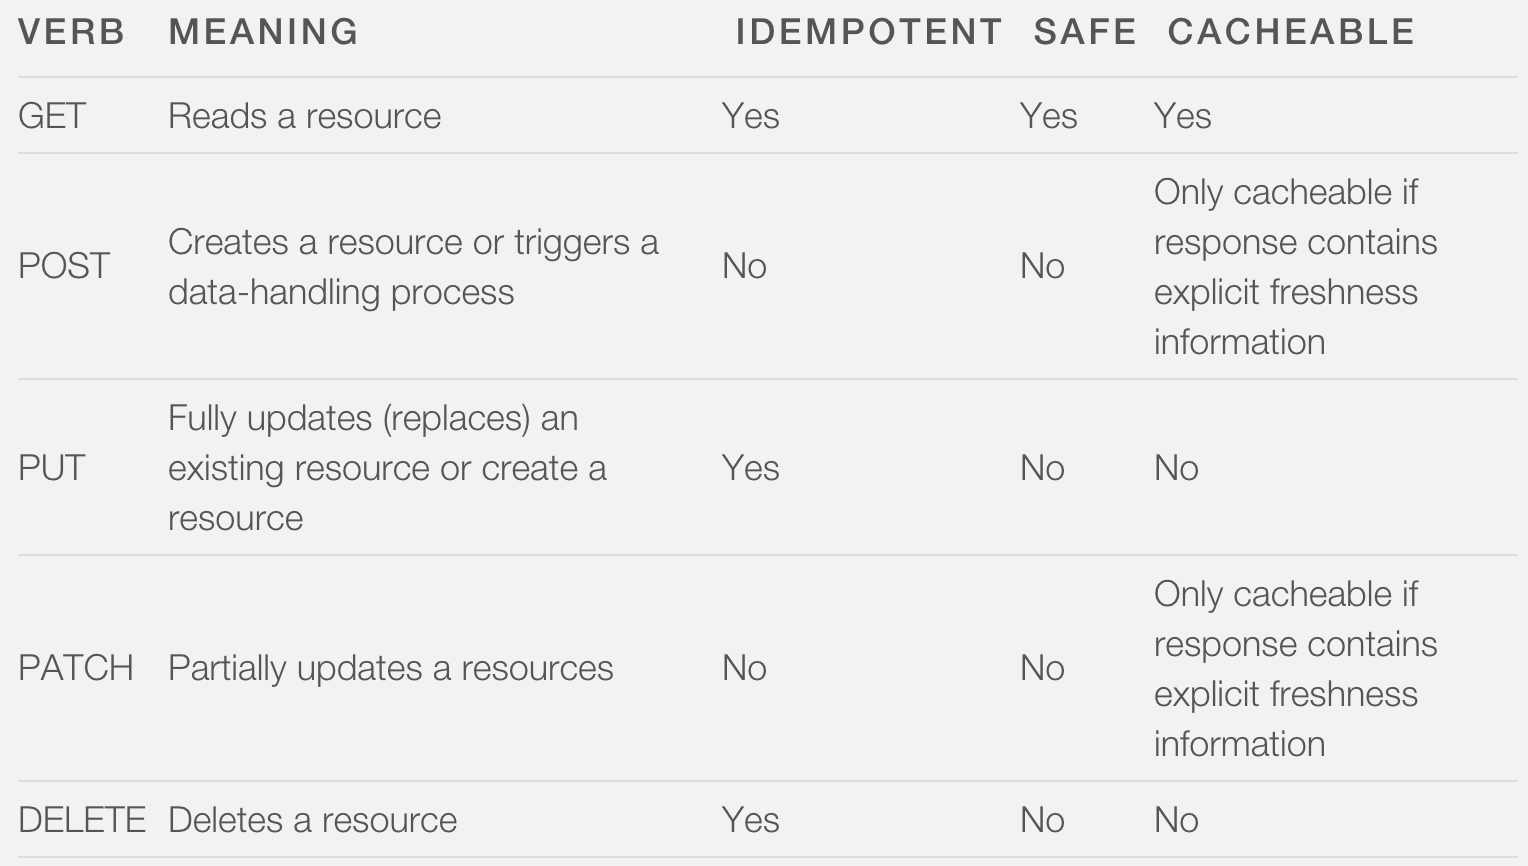 VERB MEANING IDEMPOTENT SAFE CACHEABLE
GET Reads a resource Yes Yes Yes
POST Creates a resource or triggers a data-handling process No No Only cacheable if response contains explicit freshness information
PUT Fully updates (replaces) an existing resource or create a resource Yes No No
PATCH Partially updates a resources No No Only cacheable if response contains explicit freshness information
DELETE Deletes a resource Yes No No